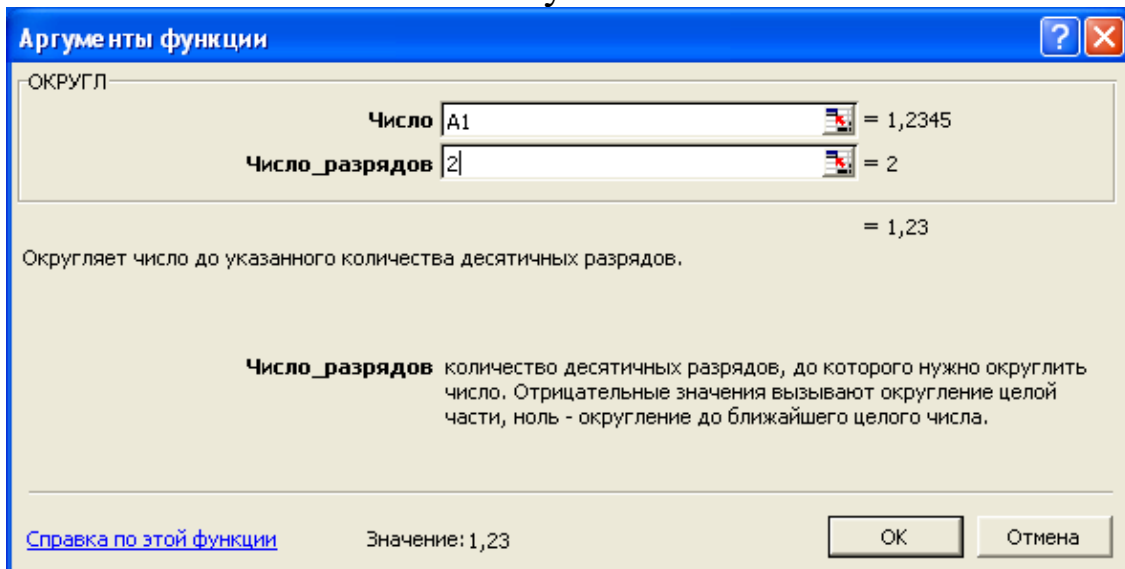 Аргументы функции
ОКРУГЛ
Число A1 = 1,2345
Число_разрядов 2 = 2
= 1,23
Округляет число до указанного количества десятичных разрядов.
Число_разрядов количество десятичных разрядов, до которого нужно округлить
число. Отрицательные значения вызывают округление целой
части, ноль - округление до ближайшего целого числа.
Справка по этой функции Значение: 1,23 ОК Отмена